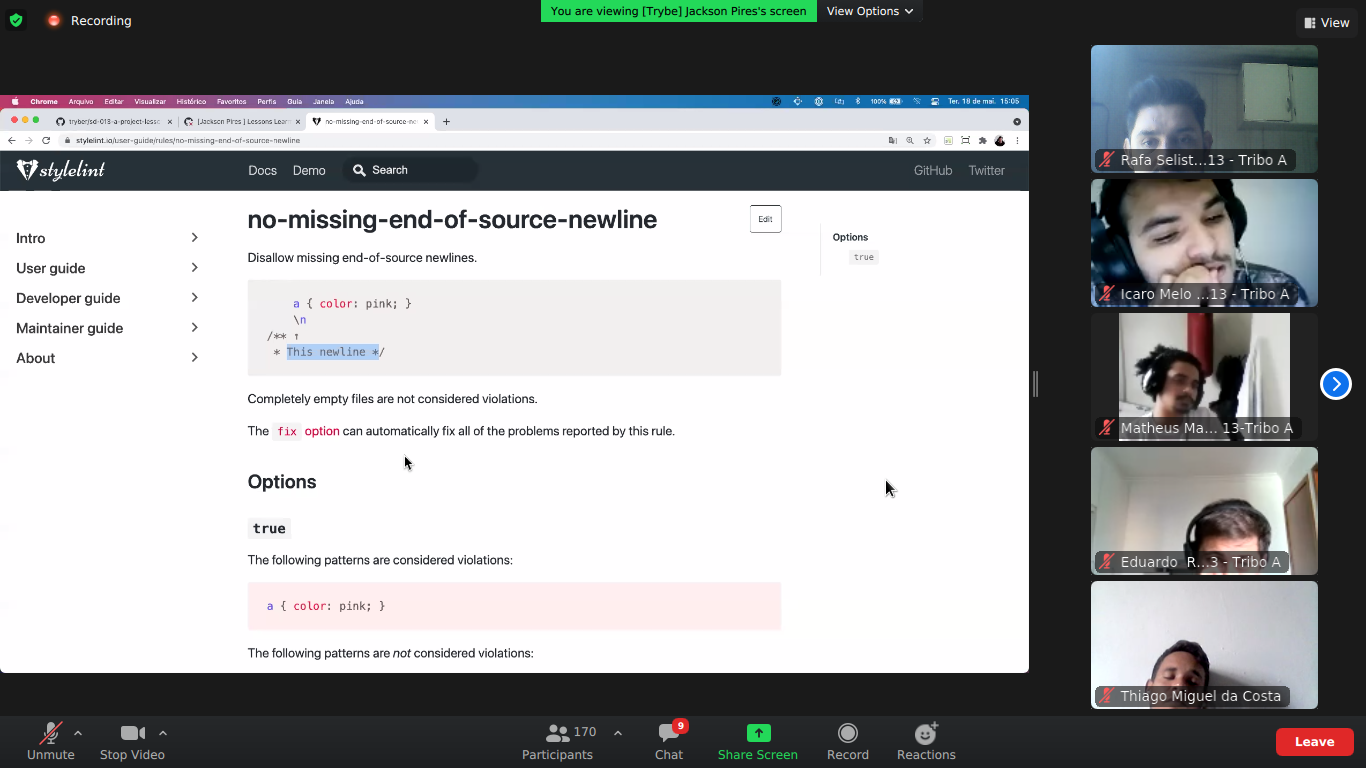 Recording
You are viewing [Trybe] Jackson Pires's screen
View Options
View
Chrome Arquivo Editar Visualizar Histórico Favoritos Perfis Guia Janela Ajuda
100%
Ter. 18 de mai. 15:05
tryber/sd-013-a-project-less
[Jackson Pires ] Lessons Lear
no-missing-end-of-source-ne
stylelint.io/user-guide/rules/no-missing-end-of-source-newline
stylelint
Docs Demo Search GitHub Twitter
Intro
User guide
Developer guide
Maintainer guide
About
no-missing-end-of-source-newline
Edit
Disallow missing end-of-source newlines.
a { color: pink; }
\n
/** ↑
* This newline */
Completely empty files are not considered violations.
The fix option can automatically fix all of the problems reported by this rule.
Options
true
The following patterns are considered violations:
a { color: pink; }
The following patterns are not considered violations:
Options
true
Rafa Selist...13 - Tribo A
Icaro Melo ...13 - Tribo A
Matheus Ma... 13-Tribo A
Eduardo R...3 - Tribo A
Thiago Miguel da Costa
Unmute
Stop Video
170
Participants
9
Chat
Share Screen
Record
Reactions
Leave